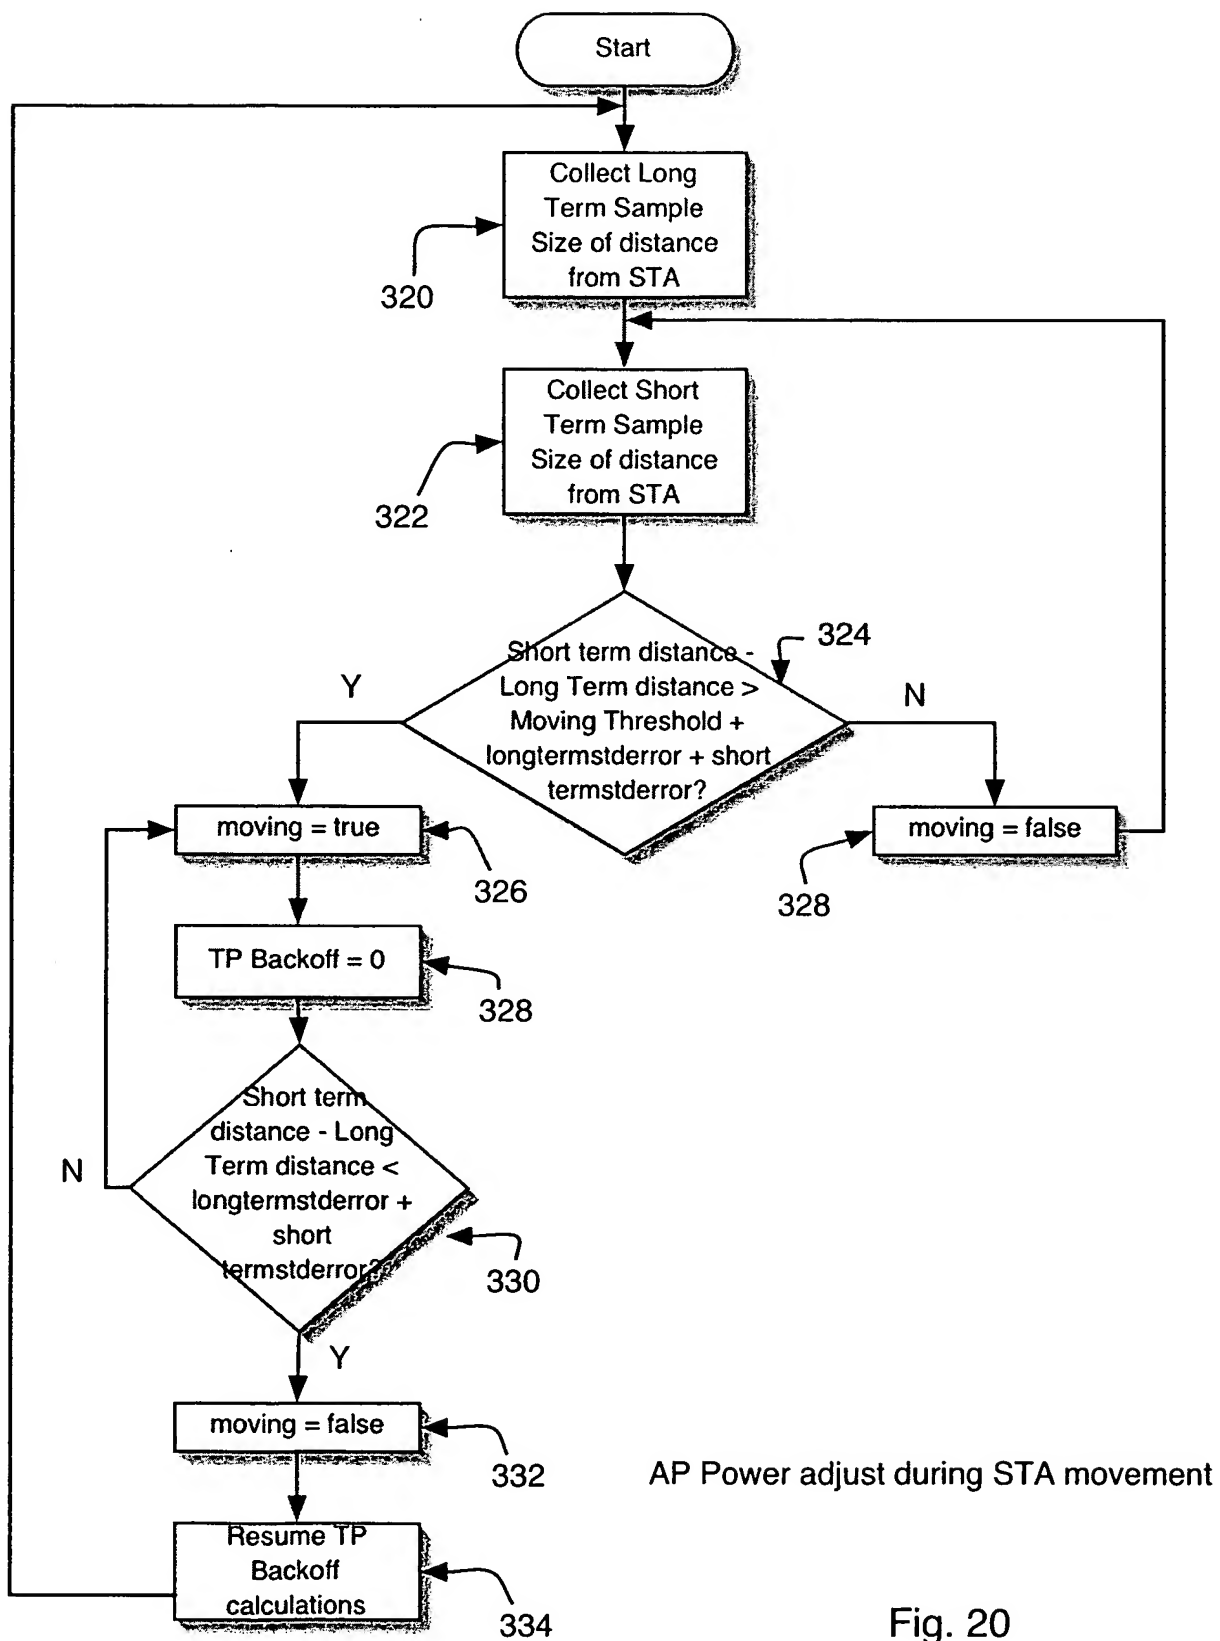 Start
Collect Long
Term Sample
Size of distance
from STA
320
Collect Short
Term Sample
Size of distance
from STA
322
324
Short term distance -
Long Term distance >
Moving Threshold +
longtermstderror + short
termstderror?
Y
N
moving = true
326
moving = false
328
TP Backoff = 0
328
Short term
distance - Long
Term distance <
longtermstderror +
short
termstderror?
N
330
Y
moving = false
332
AP Power adjust during STA movement
Resume TP
Backoff
calculations
334
Fig. 20